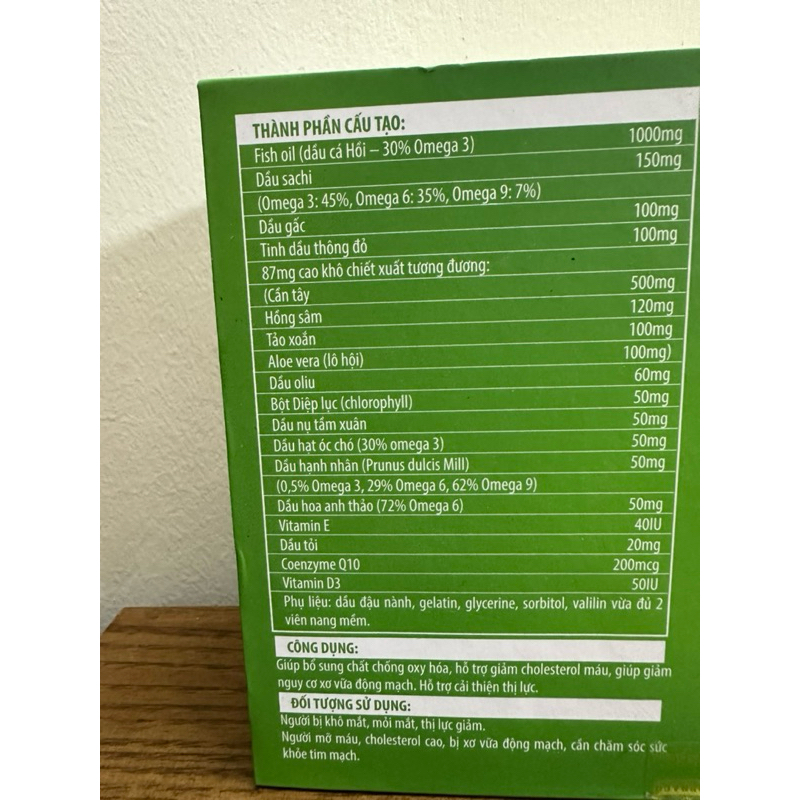 THÀNH PHẦN CẤU TẠO:
Fish oil (dầu cá Hồi – 30% Omega 3) 1000mg
Dầu sachi 150mg
(Omega 3: 45%, Omega 6: 35%, Omega 9: 7%)
Dầu gấc 100mg
Tinh dầu thông đỏ 100mg
87mg cao khô chiết xuất tương đương:
(Cần tây 500mg
Hồng sâm 120mg
Tảo xoắn 100mg
Aloe vera (lô hội) 100mg)
Dầu oliu 60mg
Bột Diệp lục (chlorophyll) 50mg
Dầu nụ tầm xuân 50mg
Dầu hạt óc chó (30% omega 3) 50mg
Dầu hạnh nhân (Prunus dulcis Mill) 50mg
(0,5% Omega 3, 29% Omega 6, 62% Omega 9)
Dầu hoa anh thảo (72% Omega 6) 50mg
Vitamin E 40IU
Dầu tỏi 20mg
Coenzyme Q10 200mcg
Vitamin D3 50IU
Phụ liệu: dầu đậu nành, gelatin, glycerine, sorbitol, valilin vừa đủ 2
viên nang mềm.
CÔNG DỤNG:
Giúp bổ sung chất chống oxy hóa, hỗ trợ giảm cholesterol máu, giúp giảm
nguy cơ xơ vữa động mạch. Hỗ trợ cải thiện thị lực.
ĐỐI TƯỢNG SỬ DỤNG:
Người bị khô mắt, mỏi mắt, thị lực giảm.
Người mỡ máu, cholesterol cao, bị xơ vữa động mạch, cần chăm sóc sức
khỏe tim mạch.